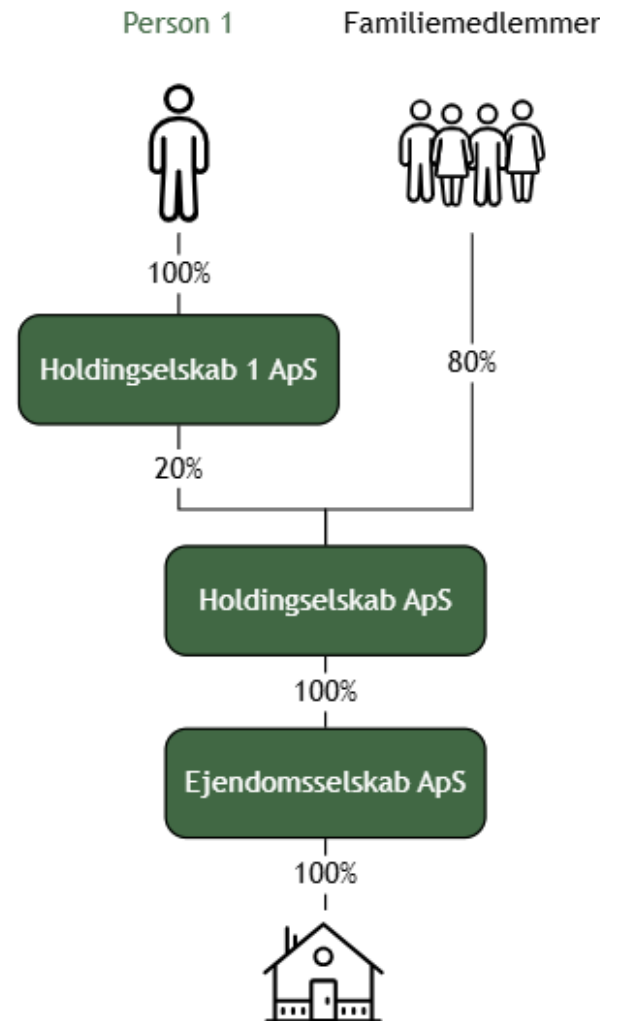 Person 1
Familiemedlemmer
100%
Holdingselskab 1 ApS
80%
20%
Holdingselskab ApS
100%
Ejendomsselskab ApS
100%